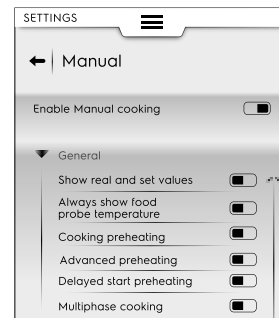 SETTINGS
Manual
Enable Manual cooking
General
Show real and set values
Always show food
probe temperature
Cooking preheating
Advanced preheating
Delayed start preheating
Multiphase cooking